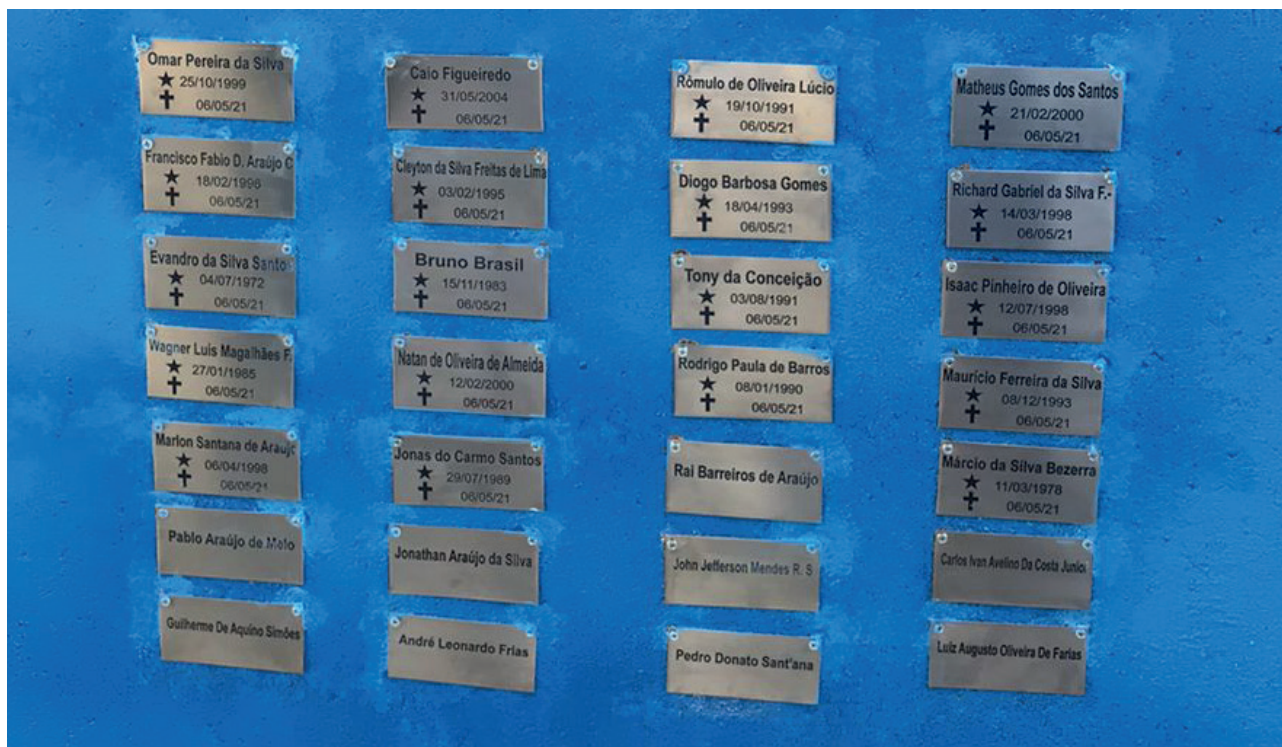 Omar Pereira da Silva
25/10/1999
06/05/21
Caio Figueiredo
31/05/2004
06/05/21
Rômulo de Oliveira Lúcio
19/10/1991
06/05/21
Matheus Gomes dos Santos
21/02/2000
06/05/21
Francisco Fabio D. Araújo C
18/02/1996
06/05/21
Cleyton da Silva Freitas de Lima
03/02/1995
06/05/21
Diogo Barbosa Gomes
18/04/1993
06/05/21
Richard Gabriel da Silva F.-
14/03/1998
06/05/21
Evandro da Silva Santos
04/07/1972
06/05/21
Bruno Brasil
15/11/1983
06/05/21
Tony da Conceição
03/08/1991
06/05/21
Isaac Pinheiro de Oliveira
12/07/1998
06/05/21
Wagner Luis Magalhães F.
27/01/1985
06/05/21
Natan de Oliveira de Almeida
12/02/2000
06/05/21
Rodrigo Paula de Barros
08/01/1990
06/05/21
Maurício Ferreira da Silva
08/12/1993
06/05/21
Marlon Santana de Araujo
06/04/1998
06/05/21
Jonas do Carmo Santos
29/07/1989
06/05/21
Rai Barreiros de Araújo
Márcio da Silva Bezerra
11/03/1978
06/05/21
Pablo Araújo de Melo
Jonathan Araújo da Silva
John Jefferson Mendes R. S
Carlos Ivan Avelino Da Costa Junior
Guilherme De Aquino Simões
André Leonardo Frias
Pedro Donato Sant'ana
Luiz Augusto Oliveira De Farias